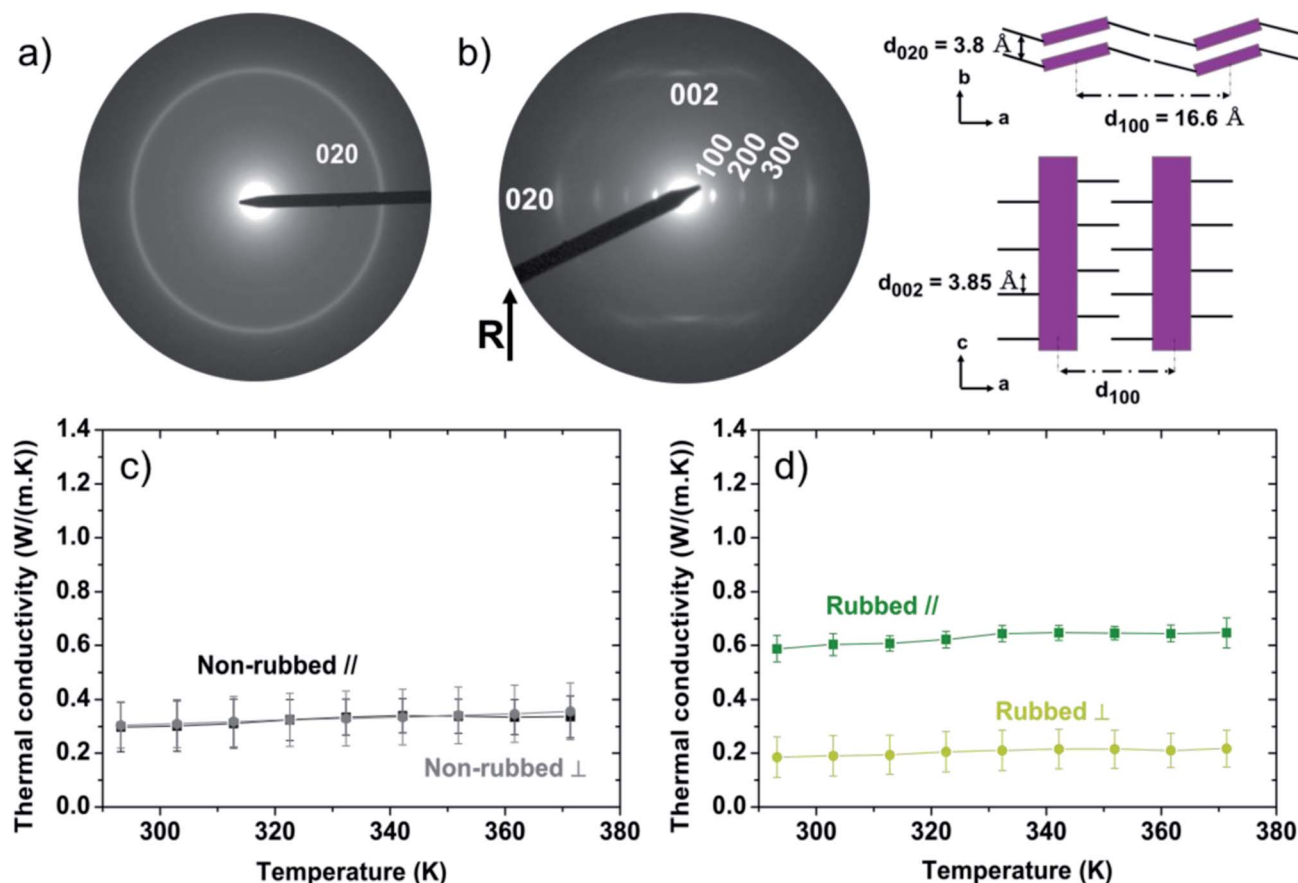 a)
020
b)
002
100
200
300
020
R
d020 = 3.8 Å
b
a
d100 = 16.6 Å
d002 = 3.85 Å
c
a
d100
c)
Thermal conductivity (W/(m.K))
1.4
1.2
1.0
0.8
0.6
0.4
0.2
0.0
Non-rubbed //
Non-rubbed ⊥
300 320 340 360 380
Temperature (K)
d)
Thermal conductivity (W/(m.K))
1.4
1.2
1.0
0.8
0.6
0.4
0.2
0.0
Rubbed //
Rubbed ⊥
300 320 340 360 380
Temperature (K)